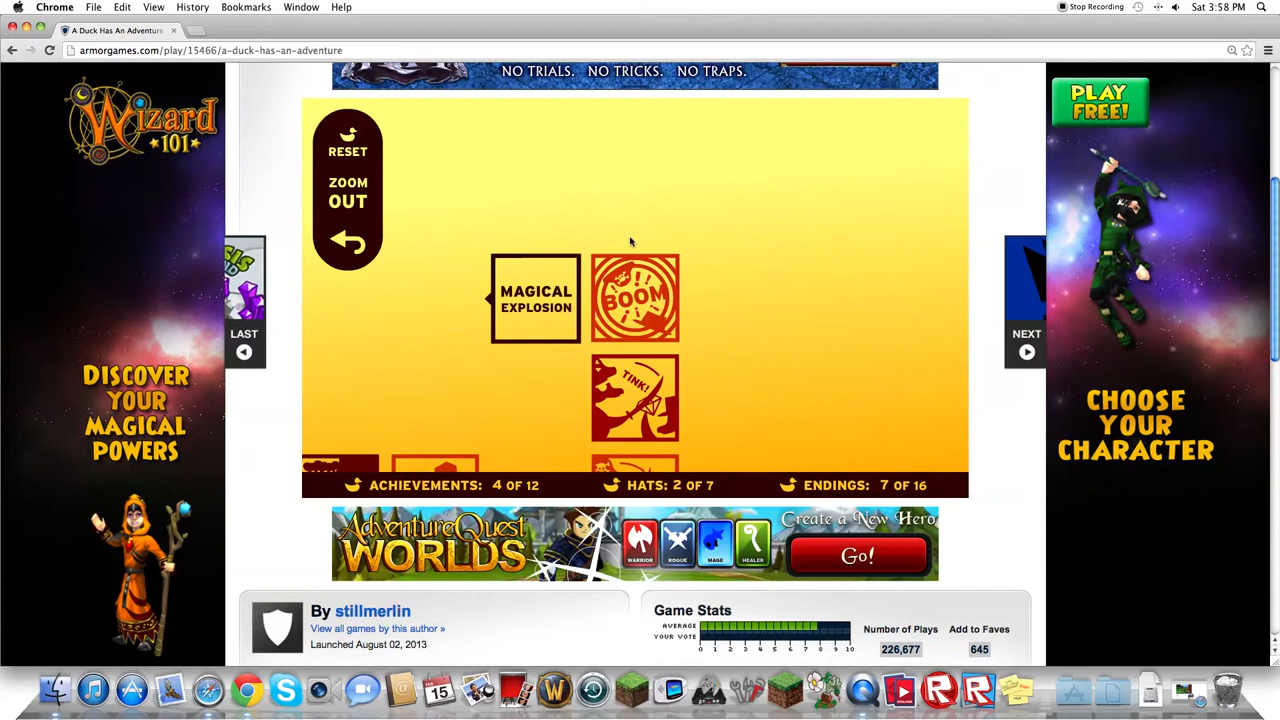 Chrome File Edit View History Bookmarks Window Help
Stop Recording
Sat 3:58 PM
A Duck Has An Adventure
armorgames.com/play/15466/a-duck-has-an-adventure
NO TRIALS. NO TRICKS. NO TRAPS.
Wizard
101
PLAY
FREE!
RESET
ZOOM
OUT
MAGICAL
EXPLOSION
BOOM
TINK!
LAST
NEXT
DISCOVER
YOUR
MAGICAL
POWERS
CHOOSE
YOUR
CHARACTER
ACHIEVEMENTS: 4 OF 12
HATS: 2 OF 7
ENDINGS: 7 OF 16
AdventureQuest
WORLDS
WARRIOR
ROGUE
MAGE
HEALER
Create a New Hero
Go!
By stillmerlin
View all games by this author »
Launched August 02, 2013
Game Stats
AVERAGE
YOUR VOTE
0 1 2 3 4 5 6 7 8 9 10
Number of Plays
226,677
Add to Faves
645
FEB
15